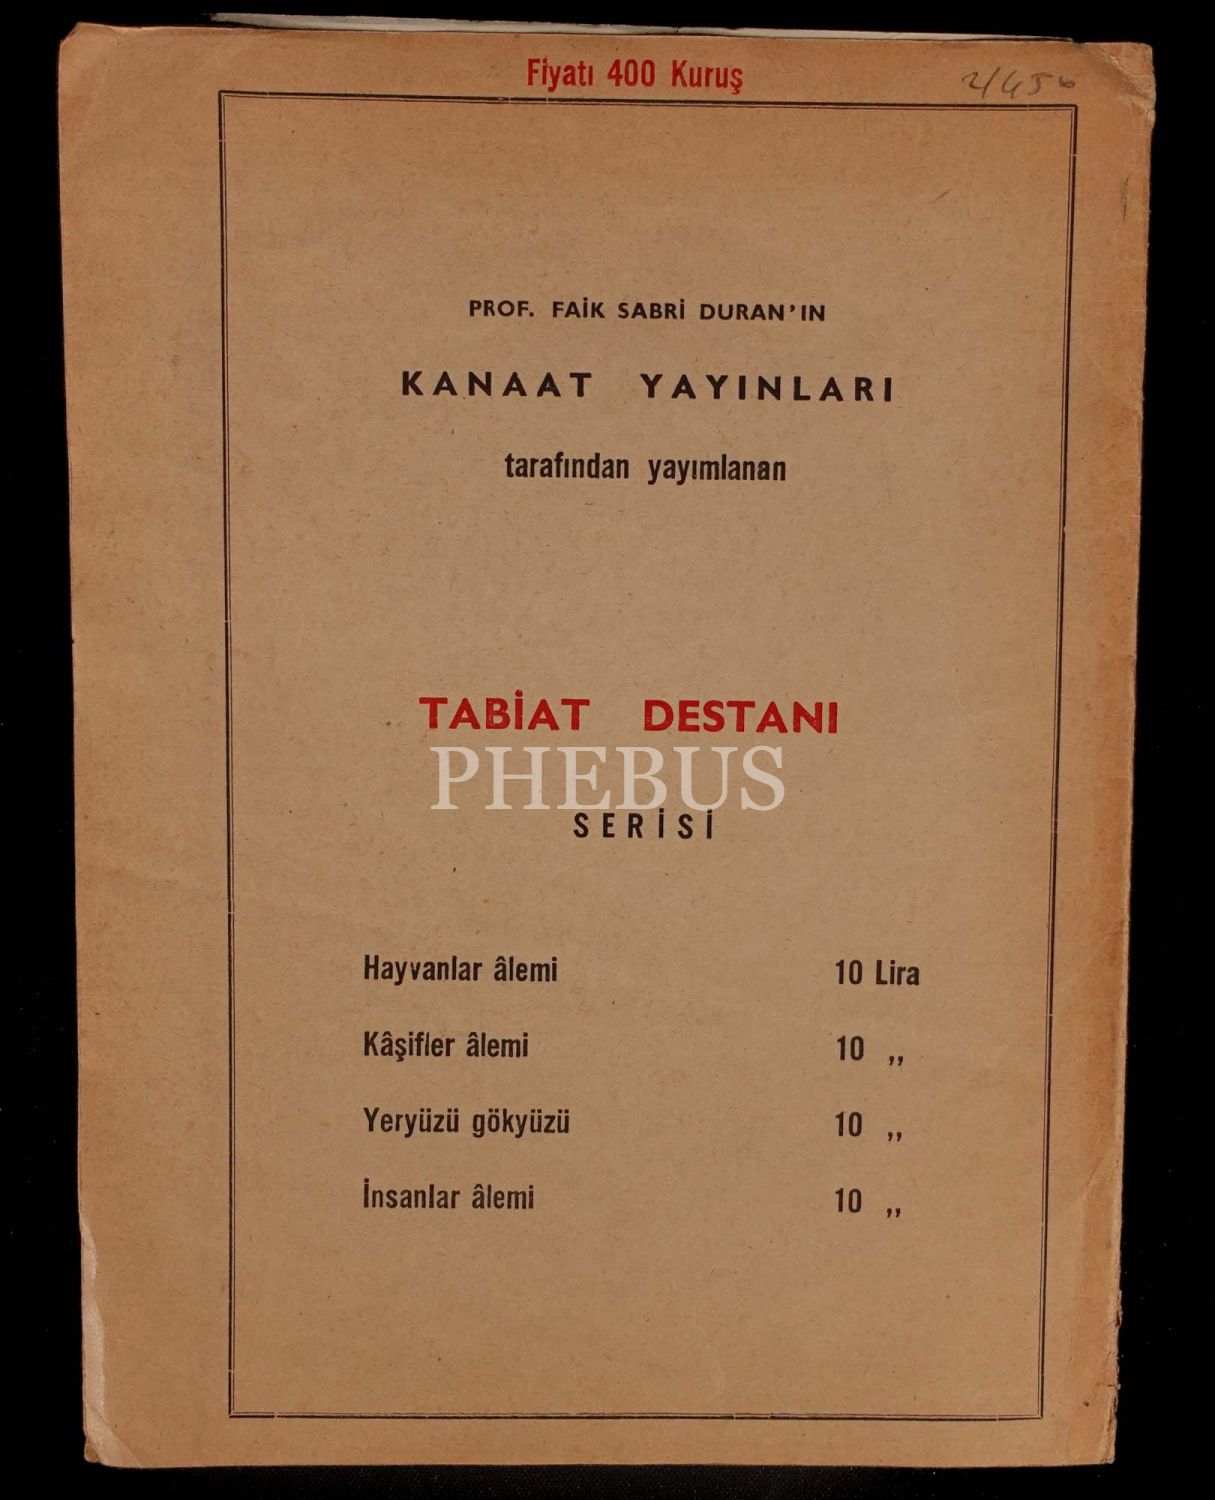 Fiyatı 400 Kuruş
PROF. FAİK SABRİ DURAN'IN
KANAAT YAYINLARI
tarafından yayımlanan
TABİAT DESTANI
PHEBUS
SERİSİ
Hayvanlar âlemi 10 Lira
Kâşifler âlemi 10 ,,
Yeryüzü gökyüzü 10 ,,
İnsanlar âlemi 10 ,,